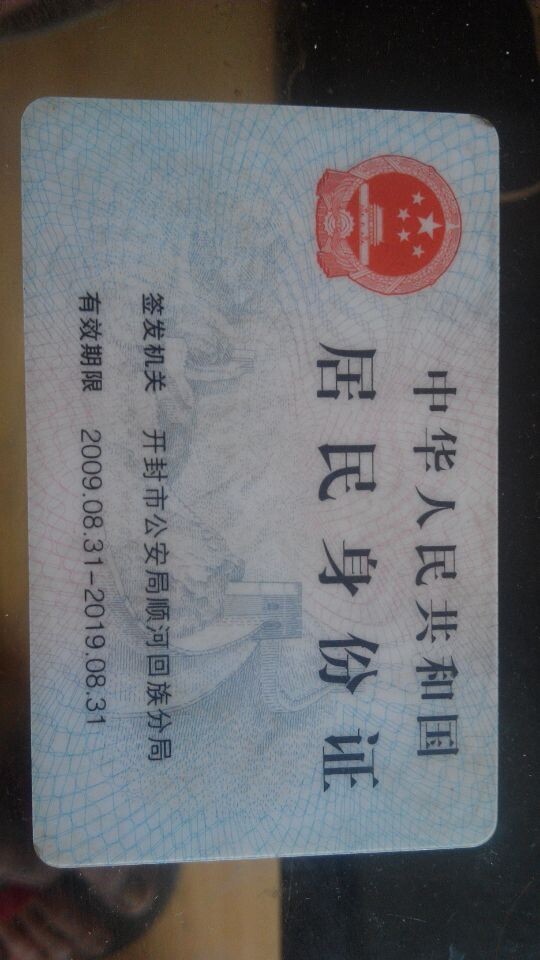 中华人民共和国
居民身份证
签发机关 开封市公安局顺河回族分局
有效期限 2009.08.31-2019.08.31